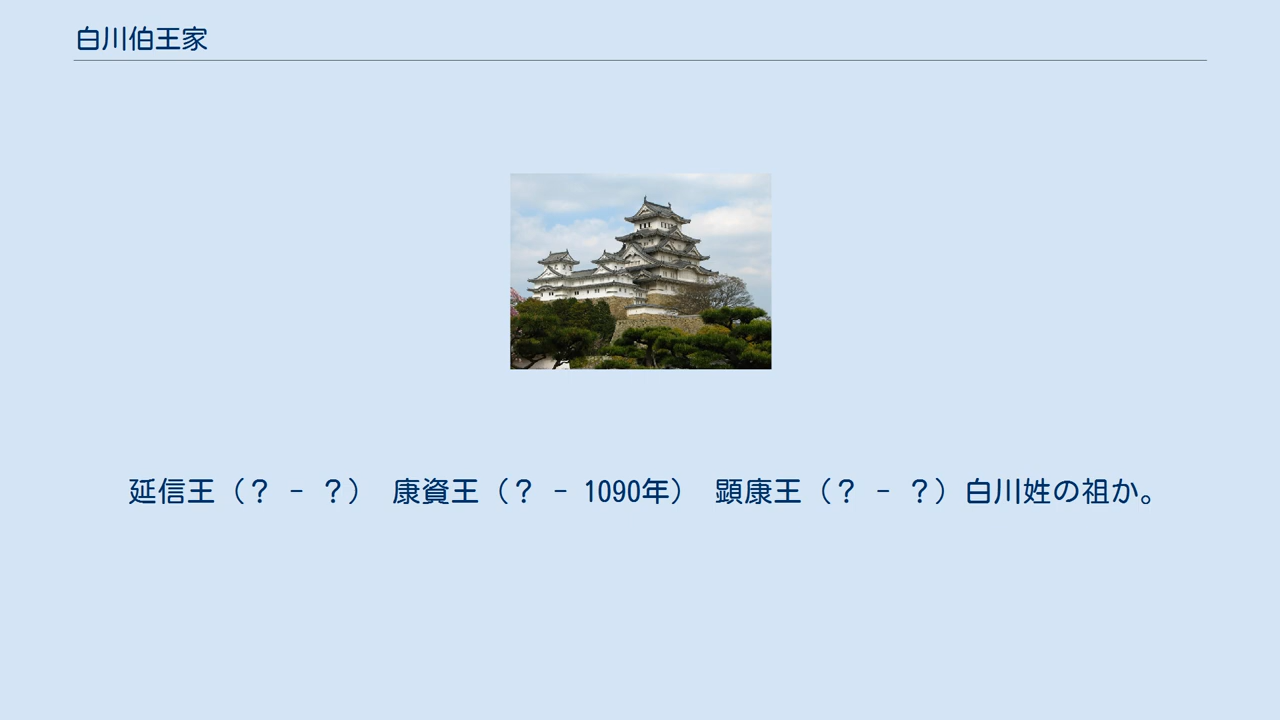 白川伯王家
延信王（？ － ？） 康資王（？ － 1090年） 顕康王（？ － ？）白川姓の祖か。